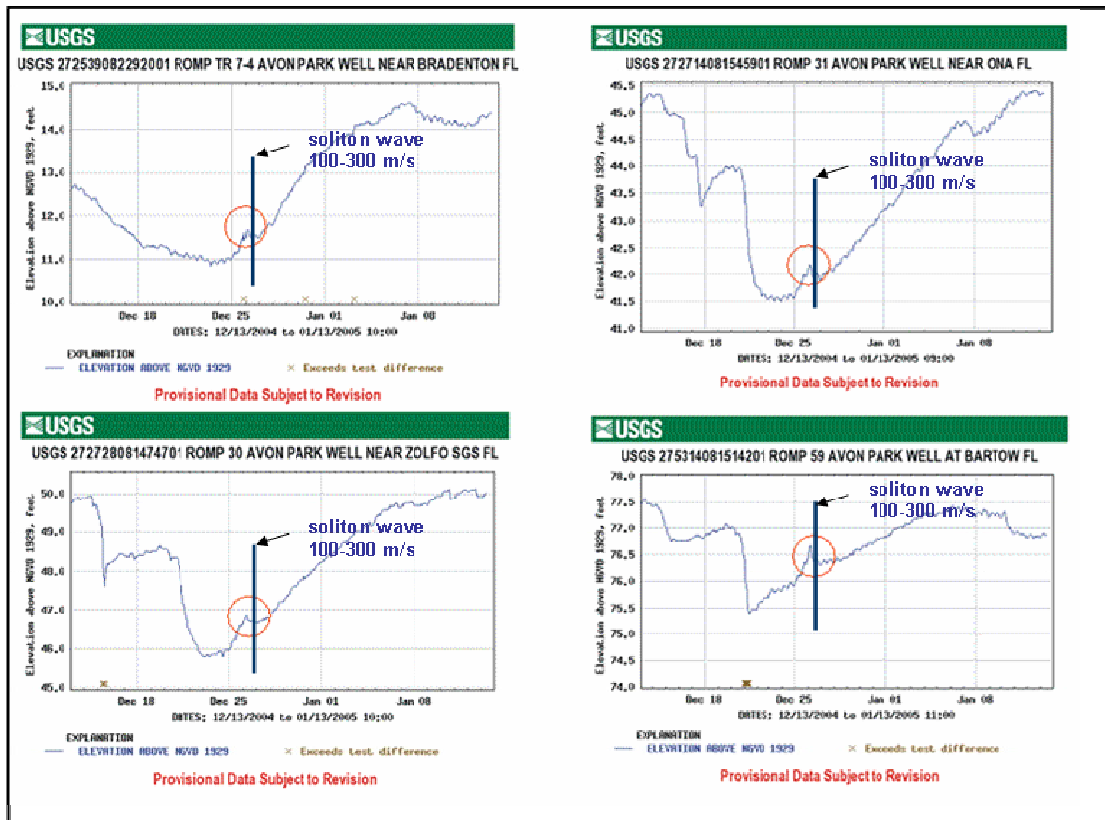 USGS
USGS 272539082292001 ROMP TR 7-4 AVON PARK WELL NEAR BRADENTON FL
15.0
14.0
13.0
12.0
11.0
10.0
Elevation above NGVD 1929, feet
soliton wave
100-300 m/s
Dec 18
Dec 25
Jan 01
Jan 08
DATES: 12/13/2004 to 01/13/2005 10:00
EXPLANATION
ELEVATION ABOVE NGVD 1929
× Exceeds test difference
Provisional Data Subject to Revision
USGS
USGS 272714081545901 ROMP 31 AVON PARK WELL NEAR ONA FL
45.5
45.0
44.5
44.0
43.5
43.0
42.5
42.0
41.5
41.0
Elevation above NGVD 1929, feet
soliton wave
100-300 m/s
Dec 18
Dec 25
Jan 01
Jan 08
DATES: 12/13/2004 to 01/13/2005 09:00
EXPLANATION
ELEVATION ABOVE NGVD 1929
Provisional Data Subject to Revision
USGS
USGS 272728081474701 ROMP 30 AVON PARK WELL NEAR ZOLFO SGS FL
50.0
49.0
48.0
47.0
46.0
45.0
Elevation above NGVD 1929, feet
soliton wave
100-300 m/s
Dec 18
Dec 25
Jan 01
Jan 08
DATES: 12/13/2004 to 01/13/2005 10:00
EXPLANATION
ELEVATION ABOVE NGVD 1929
× Exceeds test difference
Provisional Data Subject to Revision
USGS
USGS 275314081514201 ROMP 59 AVON PARK WELL AT BARTOW FL
78.0
77.5
77.0
76.5
76.0
75.5
75.0
74.5
74.0
Elevation above NGVD 1929, feet
soliton wave
100-300 m/s
Dec 18
Dec 25
Jan 01
Jan 08
DATES: 12/13/2004 to 01/13/2005 11:00
EXPLANATION
ELEVATION ABOVE NGVD 1929
× Exceeds test difference
Provisional Data Subject to Revision